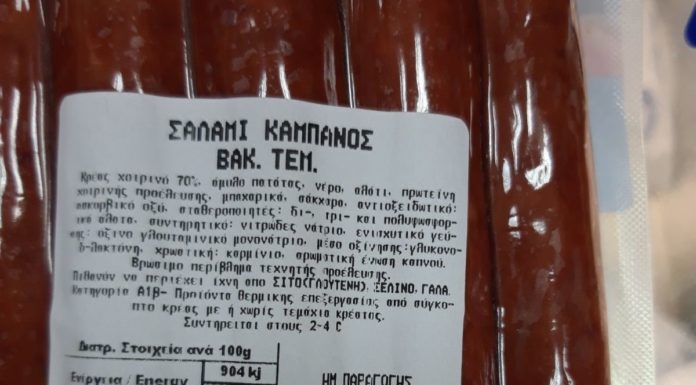 ΣΑΛΑΜΙ ΚΑΜΠΑΝΟΣ
ΒΑΚ. ΤΕΜ.
Κρέας χοιρινό 70%, άμυλο πατάτας, νερό, αλάτι, πρωτεΐνη
χοιρινής προέλευσης, μπαχαρικά, σάκχαρο, αντιοξειδωτικό:
ασκορβικό οξύ, σταθεροποιητές: δι-, τρι- και πολυφωσφορ-
ικά άλατα, συντηρητικό: νιτρώδες νάτριο, ενισχυτικό γεύ-
σης: όξινο γλουταμινικό μονονάτριο, μέσο οξίνησης:γλυκονο-
δ-λακτόνη, χρωστική: καρμίνιο, αρωματική ένωση καπνού.
Βρώσιμο περίβλημα τεχνητής προέλευσης.
Πιθανόν να περιέχει ίχνη από ΣΙΤΟ(ΓΛΟΥΤΕΝΗ), ΣΕΛΙΝΟ, ΓΑΛΑ.
Κατηγορία Α1β- Προϊόντα θερμικής επεξεργασίας από σύγκο-
πτο κρέας με ή χωρίς τεμάχια κρέατος.
Συντηρείται στους 2-4 C
Διατρ. Στοιχεία ανά 100g
Ενέργεια / Energy
904 kj
ΗΜ ΠΑΡΑΓΩΓΗΣ